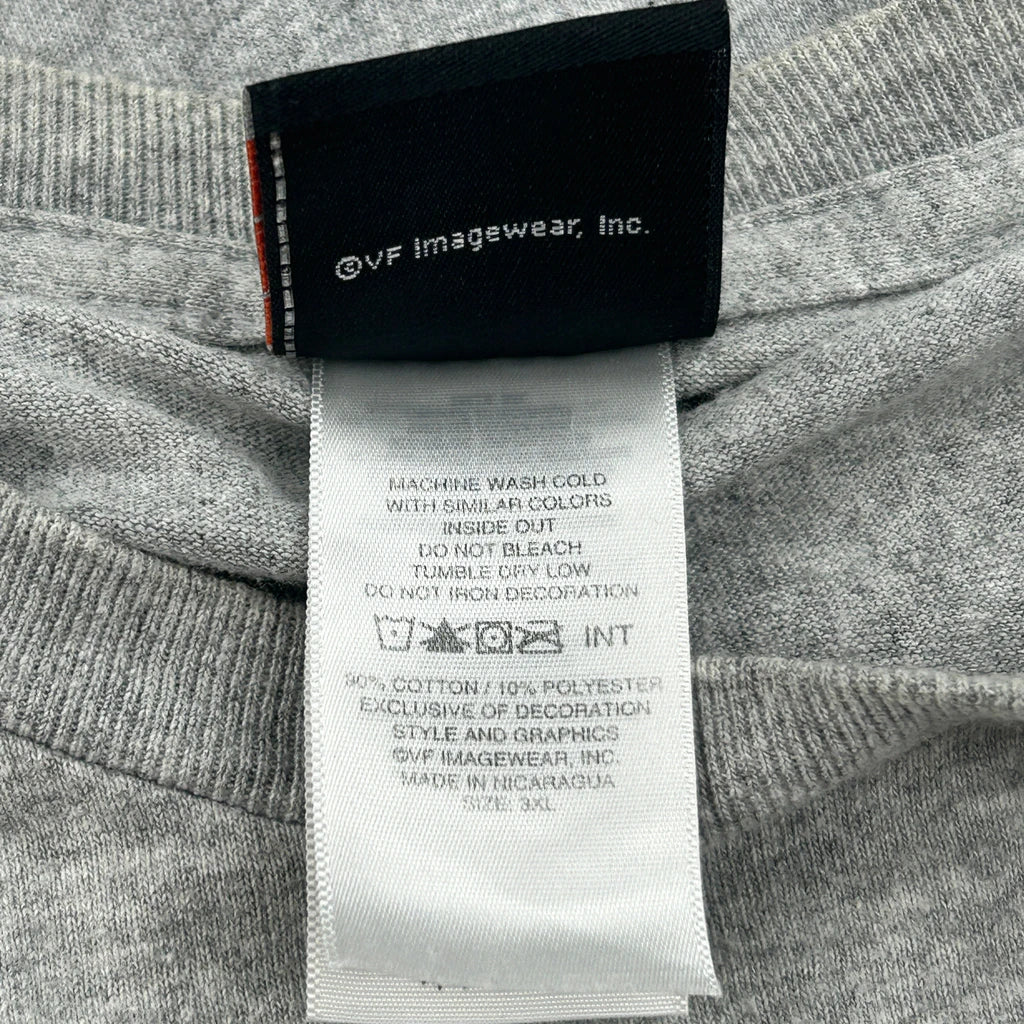 ©VF Imagewear, Inc.
MACHINE WASH COLD
WITH SIMILAR COLORS
INSIDE OUT
DO NOT BLEACH
TUMBLE DRY LOW
DO NOT IRON DECORATION
INT
90% COTTON / 10% POLYESTER
EXCLUSIVE OF DECORATION
STYLE AND GRAPHICS
©VF IMAGEWEAR, INC.
MADE IN NICARAGUA
SIZE: 3XL